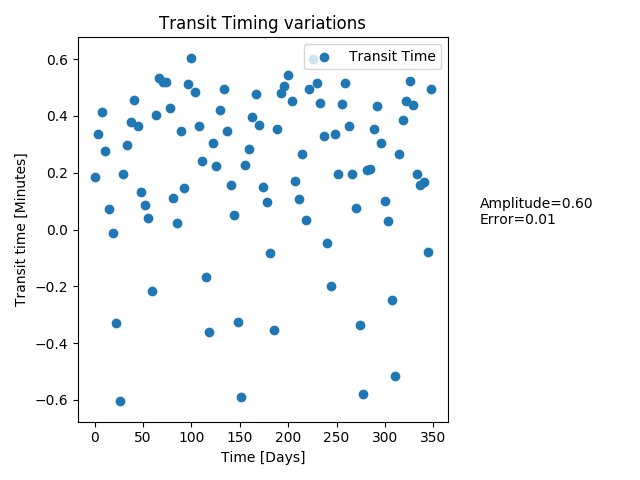 Transit Timing variations
Transit Time
Transit time [Minutes]
0.6
0.4
0.2
0.0
−0.2
−0.4
−0.6
Amplitude=0.60
Error=0.01
0 50 100 150 200 250 300 350
Time [Days]